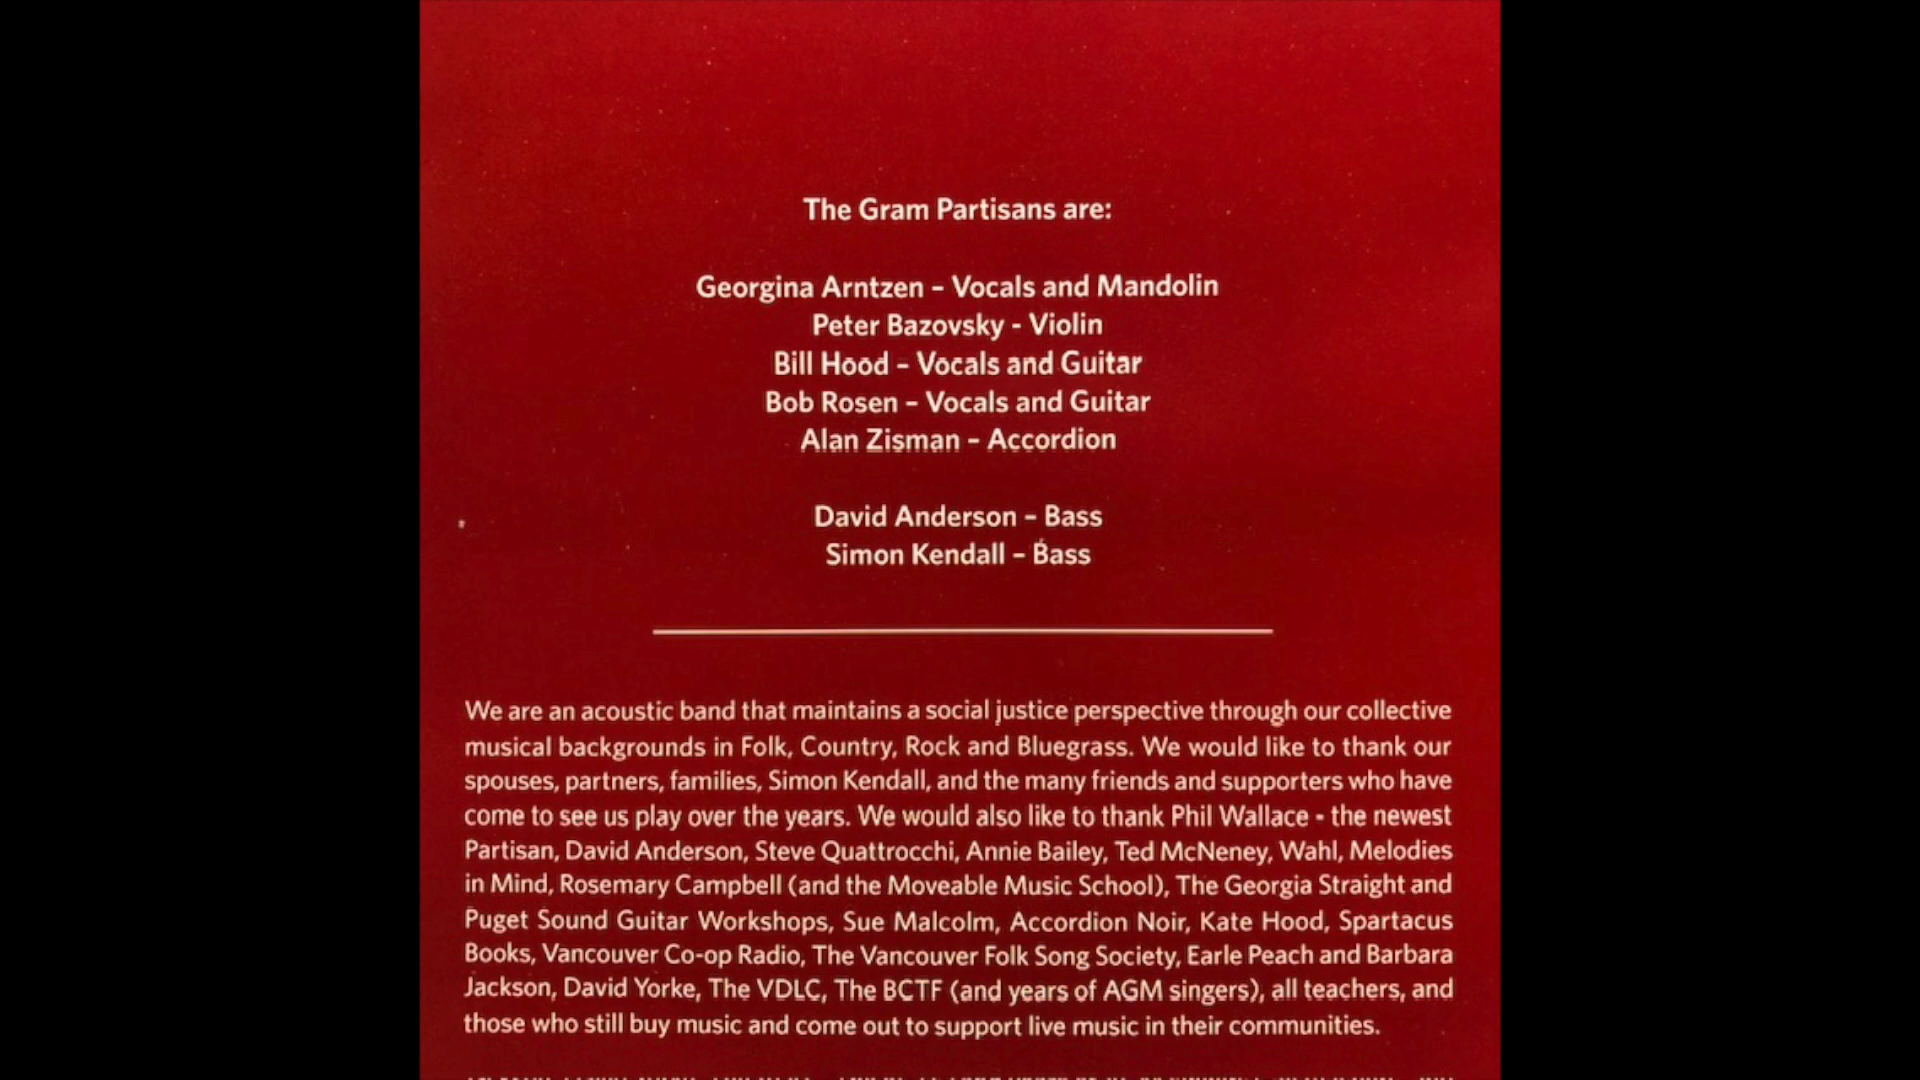 The Gram Partisans are:
Georgina Arntzen – Vocals and Mandolin
Peter Bazovsky - Violin
Bill Hood – Vocals and Guitar
Bob Rosen – Vocals and Guitar
Alan Zisman – Accordion
David Anderson – Bass
Simon Kendall – Bass
We are an acoustic band that maintains a social justice perspective through our collective
musical backgrounds in Folk, Country, Rock and Bluegrass. We would like to thank our
spouses, partners, families, Simon Kendall, and the many friends and supporters who have
come to see us play over the years. We would also like to thank Phil Wallace - the newest
Partisan, David Anderson, Steve Quattrocchi, Annie Bailey, Ted McNeney, Wahl, Melodies
in Mind, Rosemary Campbell (and the Moveable Music School), The Georgia Straight and
Puget Sound Guitar Workshops, Sue Malcolm, Accordion Noir, Kate Hood, Spartacus
Books, Vancouver Co-op Radio, The Vancouver Folk Song Society, Earle Peach and Barbara
Jackson, David Yorke, The VDLC, The BCTF (and years of AGM singers), all teachers, and
those who still buy music and come out to support live music in their communities.